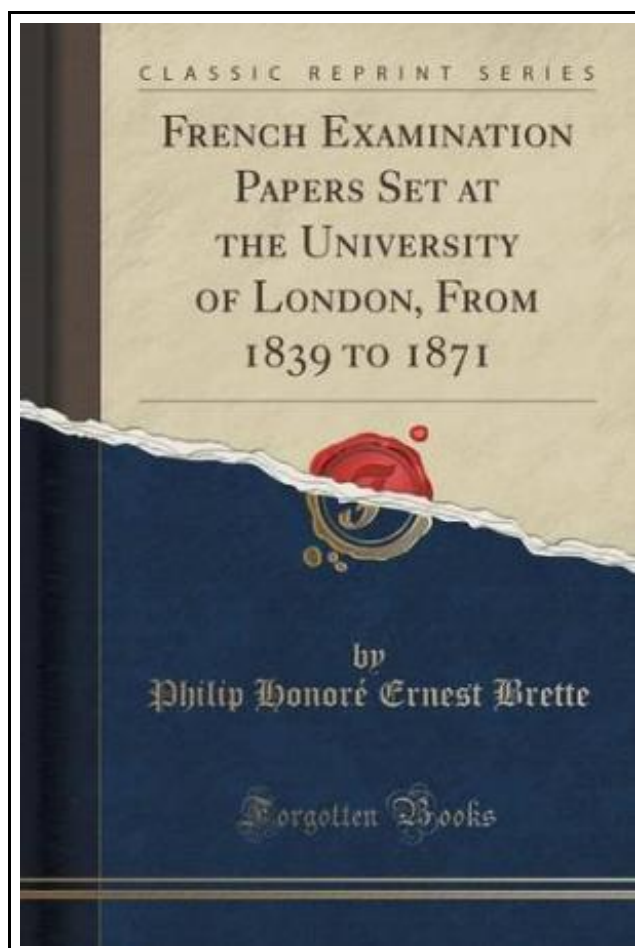 CLASSIC REPRINT SERIES
FRENCH EXAMINATION
PAPERS SET AT
THE UNIVERSITY
OF LONDON, FROM
1839 TO 1871
by
Philip Honoré Ernest Brette
Forgotten Books